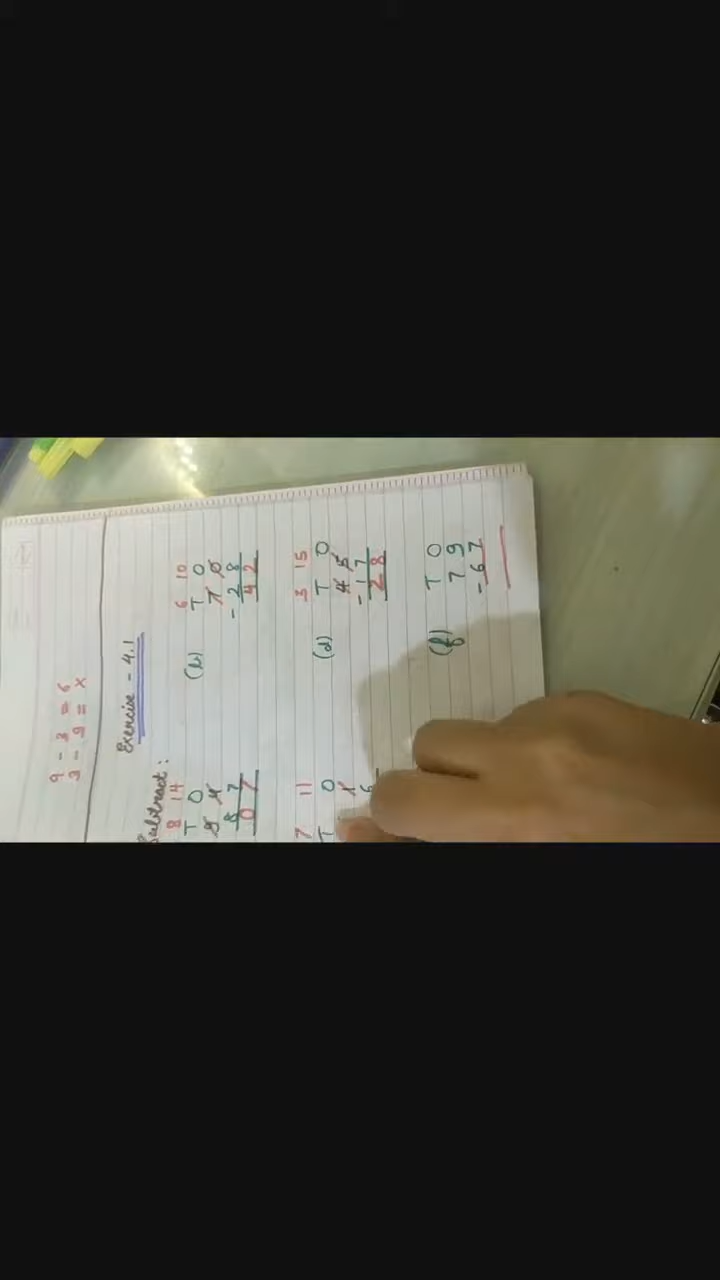 9 - 3 = 6
3 - 9 = x
Exercise - 4.1
Subtract:
8 14
T O
9 4
8 7
0 7
(b) 6 10
T O
7 0
- 2 8
4 2
7 11
T O
1
6
(d) 3 15
T O
4 5
- 1 7
2 8
(f) T O
7 9
- 6 7